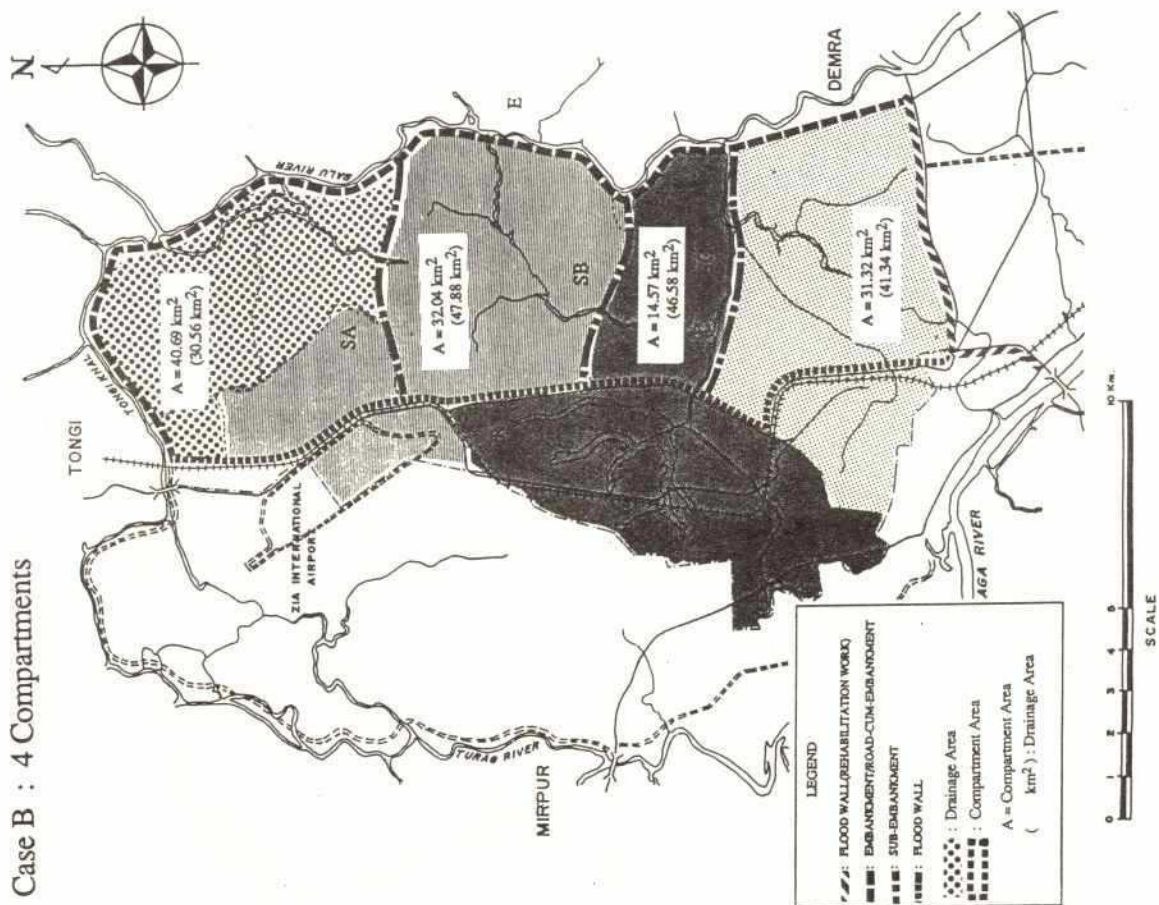 Case B : 4 Compartments
N
TONGI
TONGI KHAL
BALU RIVER
E
DEMRA
ZIA INTERNATIONAL
AIRPORT
TURAG RIVER
MIRPUR
AGA RIVER
SA
SB
A = 40.69 km²
(30.56 km²)
A = 32.04 km²
(47.88 km²)
A = 14.57 km²
(46.58 km²)
A = 31.32 km²
(41.34 km²)
LEGEND
: FLOOD WALL(REHABILITATION WORK)
: EMBANKMENT/ROAD-CUM-EMBANKMENT
: SUB-EMBANKMENT
: FLOOD WALL
: Drainage Area
: Compartment Area
A = Compartment Area
( km²) : Drainage Area
0 1 2 3 4 5 10 Km.
SCALE